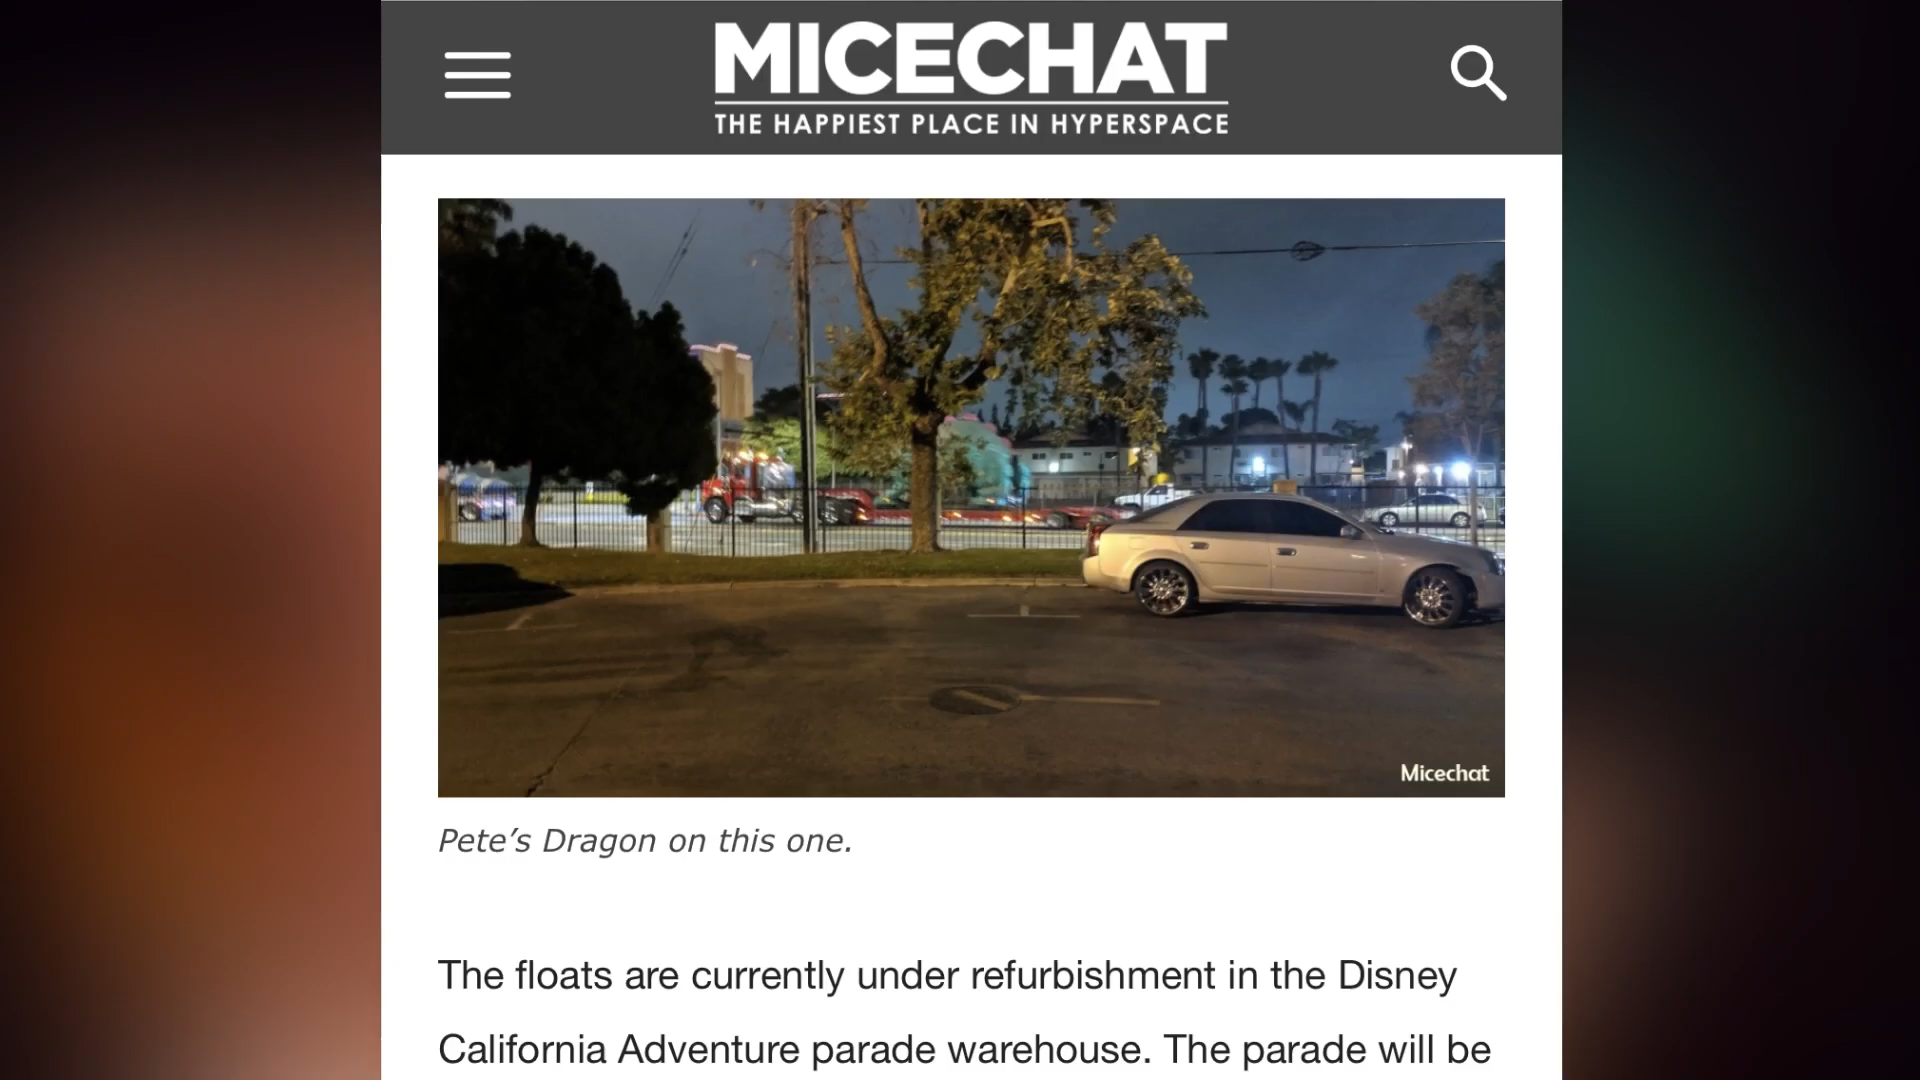 MICECHAT
THE HAPPIEST PLACE IN HYPERSPACE
Micechat
Pete’s Dragon on this one.
The floats are currently under refurbishment in the Disney
California Adventure parade warehouse. The parade will be